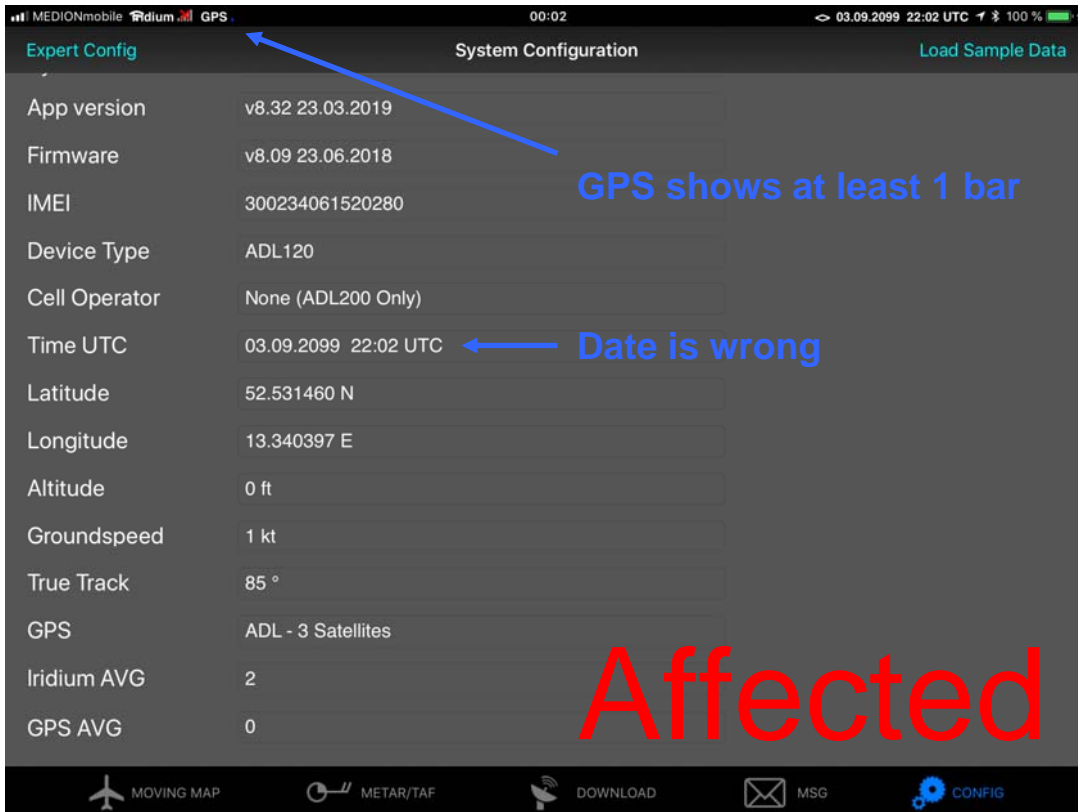 MEDIONmobile Iridium GPS 00:02 03.09.2099 22:02 UTC 100 %
Expert Config System Configuration Load Sample Data
App version v8.32 23.03.2019
Firmware v8.09 23.06.2018
GPS shows at least 1 bar
IMEI 300234061520280
Device Type ADL120
Cell Operator None (ADL200 Only)
Time UTC 03.09.2099 22:02 UTC Date is wrong
Latitude 52.531460 N
Longitude 13.340397 E
Altitude 0 ft
Groundspeed 1 kt
True Track 85 °
GPS ADL - 3 Satellites
Affected
Iridium AVG 2
GPS AVG 0
MOVING MAP METAR/TAF DOWNLOAD MSG CONFIG